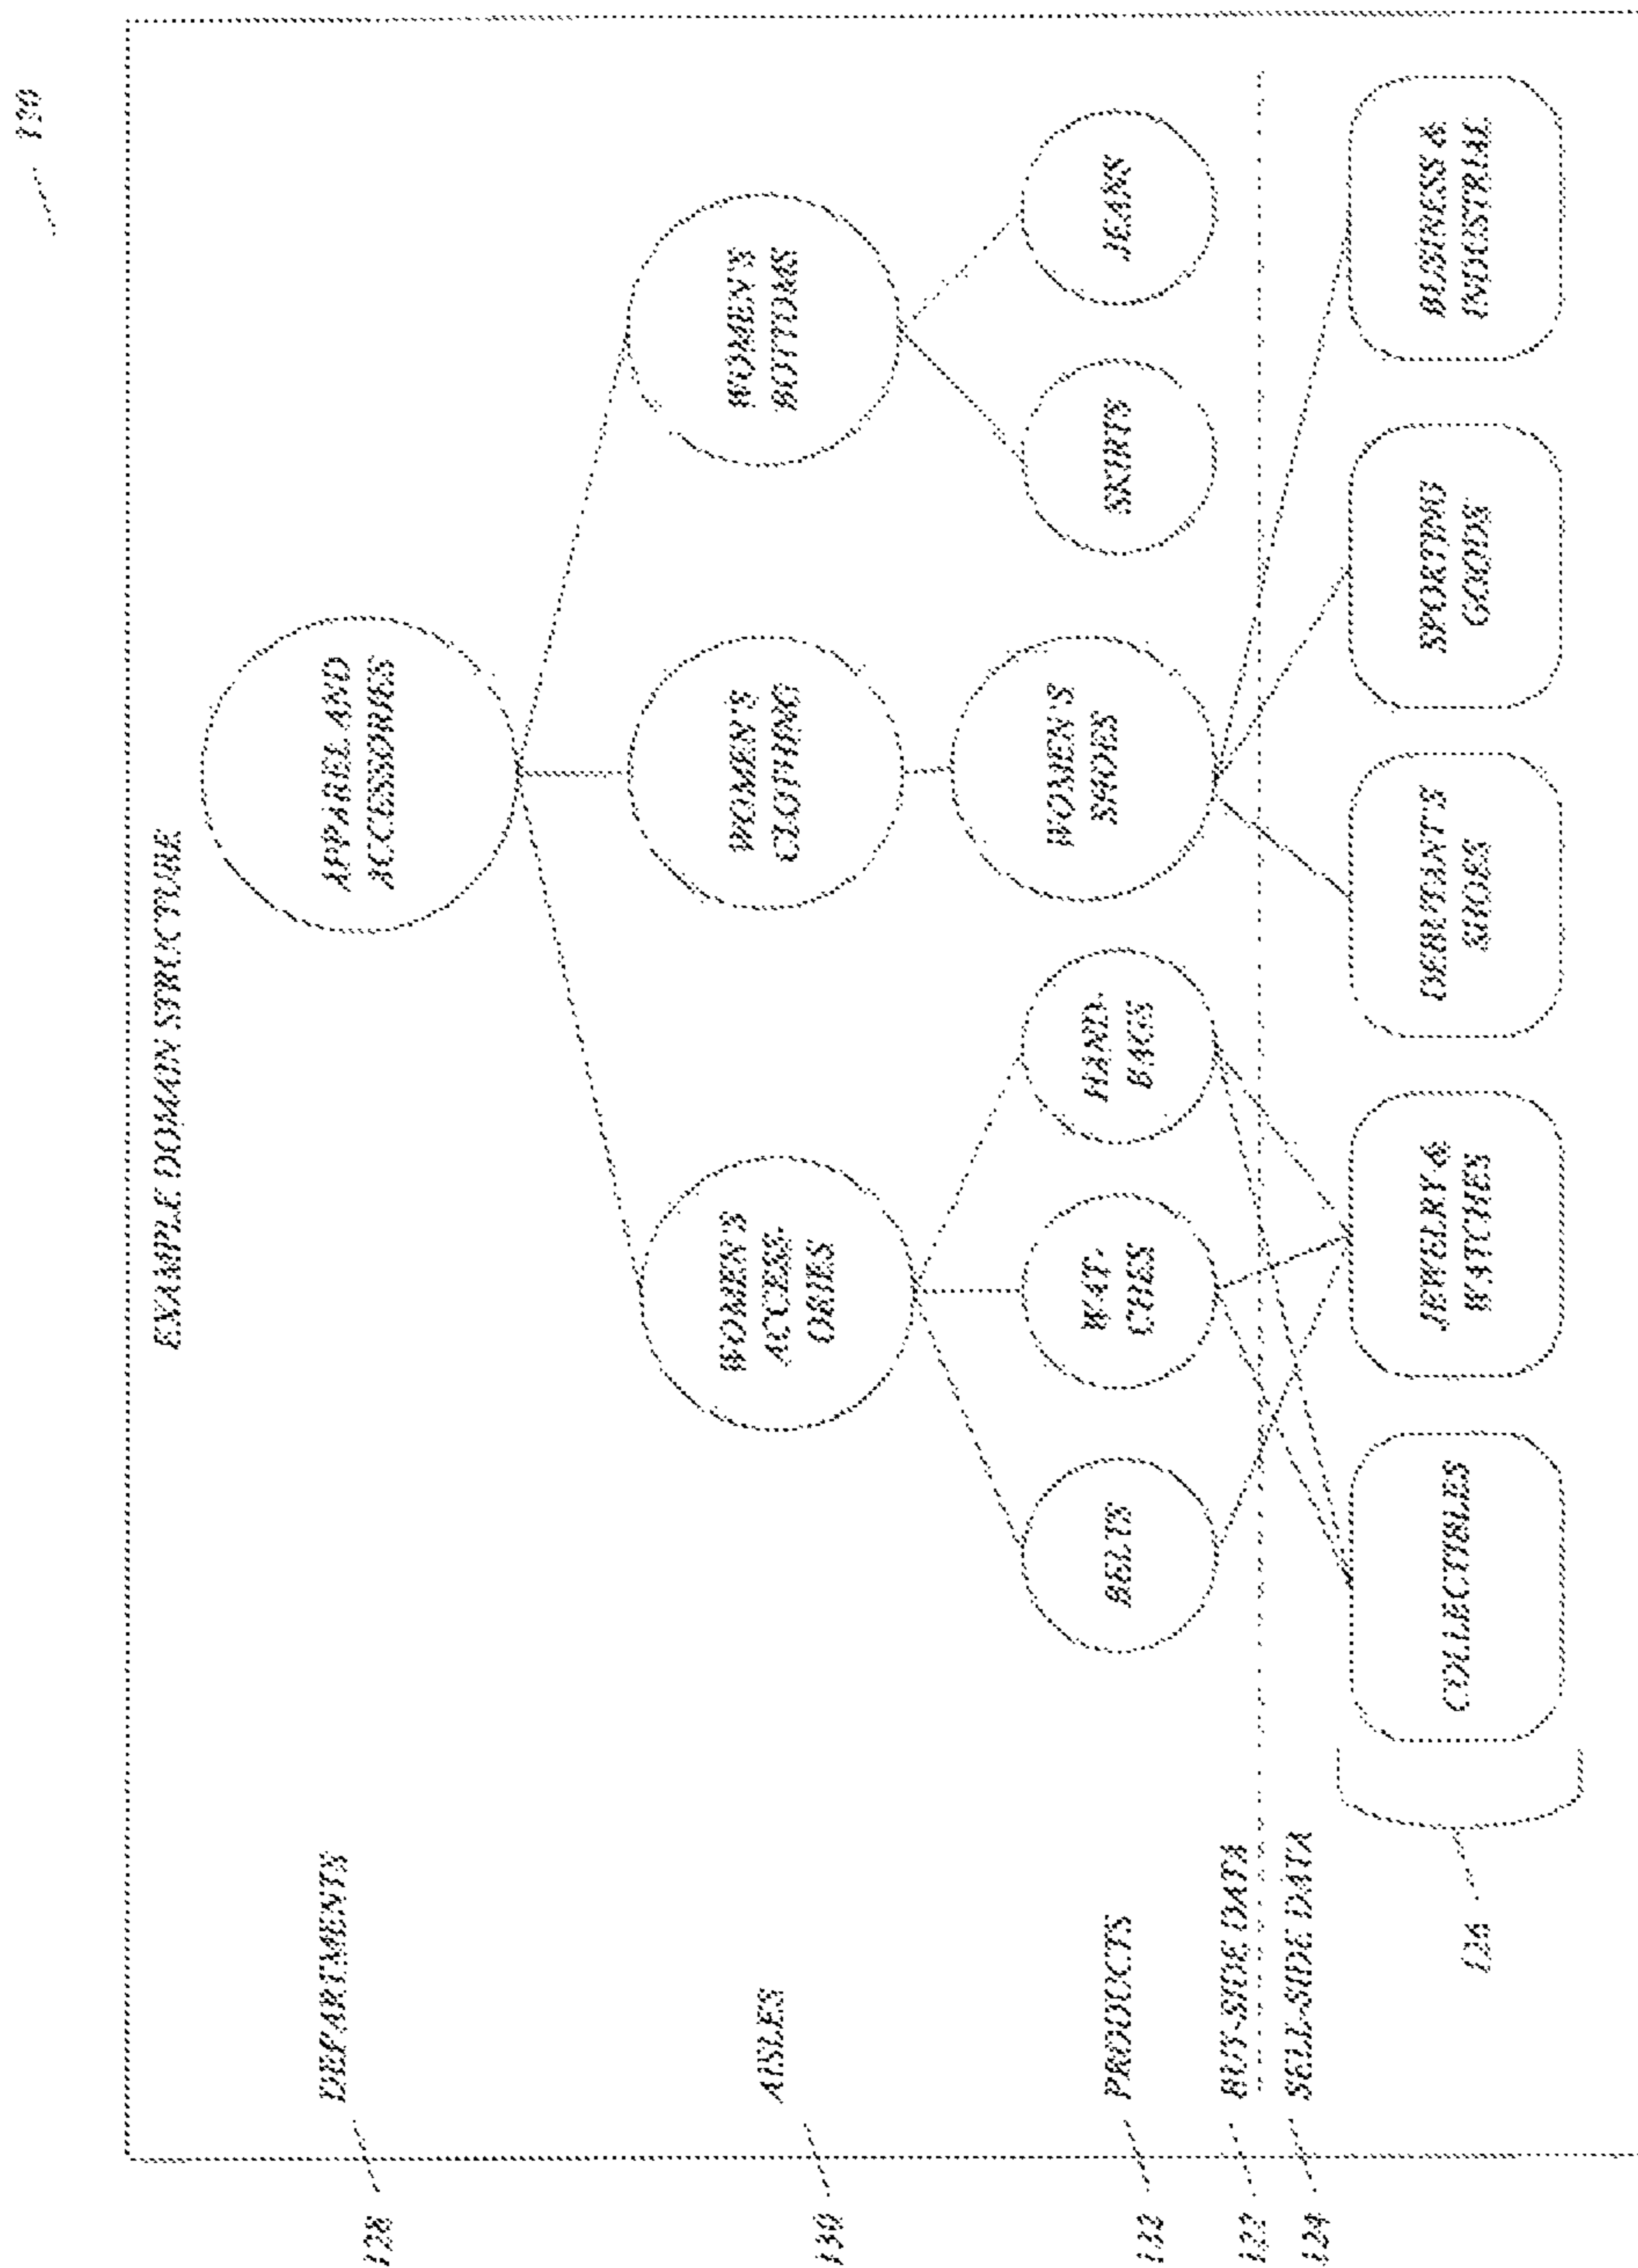 EXAMPLE DOMAIN STRUCTURE
128
DEPARTMENTS
APPAREL AND
ACCESSORIES
130
AISLES
WOMEN'S
ACCESS-
ORIES
WOMEN'S
CLOTHING
WOMEN'S
BOTTOMS
PRODUCTS
BELTS
WAT-
CHES
HAND-
BAGS
WOMEN'S
SHOES
SKIRTS
JEANS
122
BUY-SIDE DATA
124
SELL-SIDE DATA
126
COLLECTIBLES
JEWELRY &
WATCHES
DEBUTANT'S
SHOES
SPORTING
GOODS
BUSINESS &
INDUSTRIAL